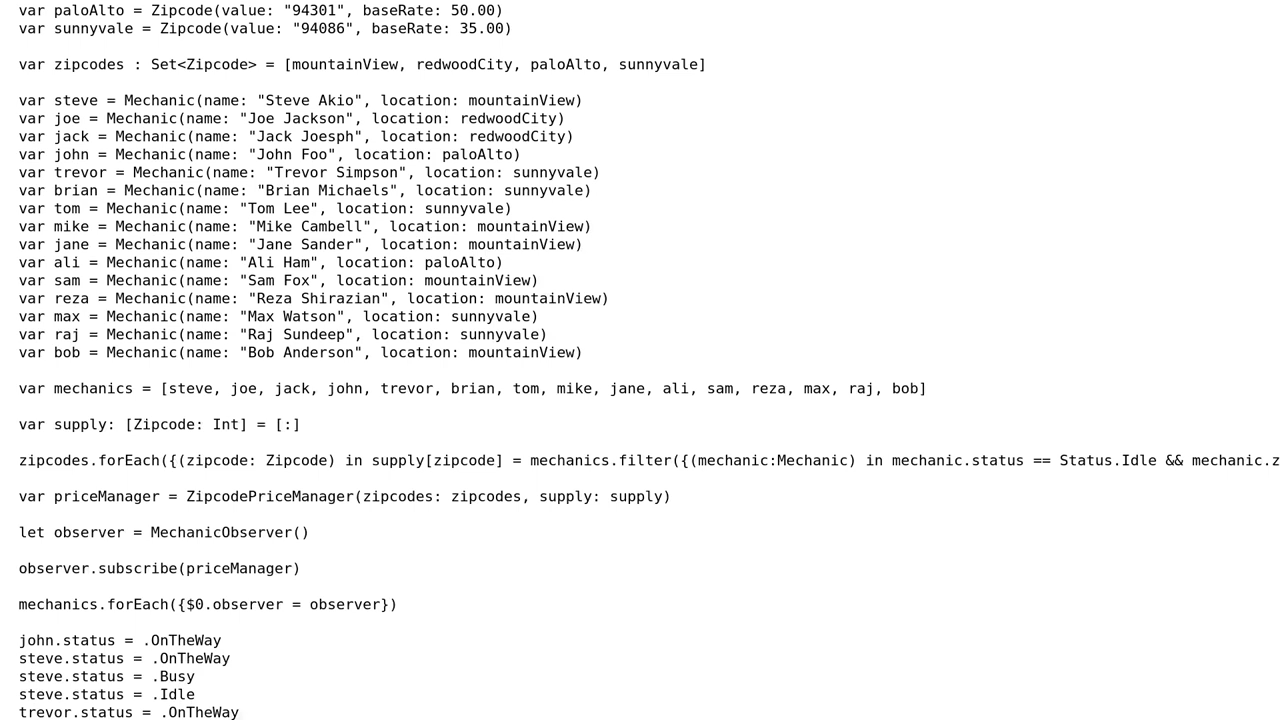 var paloAlto = Zipcode(value: "94301", baseRate: 50.00)
var sunnyvale = Zipcode(value: "94086", baseRate: 35.00)
var zipcodes : Set<Zipcode> = [mountainView, redwoodCity, paloAlto, sunnyvale]
var steve = Mechanic(name: "Steve Akio", location: mountainView)
var joe = Mechanic(name: "Joe Jackson", location: redwoodCity)
var jack = Mechanic(name: "Jack Joesph", location: redwoodCity)
var john = Mechanic(name: "John Foo", location: paloAlto)
var trevor = Mechanic(name: "Trevor Simpson", location: sunnyvale)
var brian = Mechanic(name: "Brian Michaels", location: sunnyvale)
var tom = Mechanic(name: "Tom Lee", location: sunnyvale)
var mike = Mechanic(name: "Mike Cambell", location: mountainView)
var jane = Mechanic(name: "Jane Sander", location: mountainView)
var ali = Mechanic(name: "Ali Ham", location: paloAlto)
var sam = Mechanic(name: "Sam Fox", location: mountainView)
var reza = Mechanic(name: "Reza Shirazian", location: mountainView)
var max = Mechanic(name: "Max Watson", location: sunnyvale)
var raj = Mechanic(name: "Raj Sundeep", location: sunnyvale)
var bob = Mechanic(name: "Bob Anderson", location: mountainView)
var mechanics = [steve, joe, jack, john, trevor, brian, tom, mike, jane, ali, sam, reza, max, raj, bob]
var supply: [Zipcode: Int] = [:]
zipcodes.forEach({(zipcode: Zipcode) in supply[zipcode] = mechanics.filter({(mechanic:Mechanic) in mechanic.status == Status.Idle && mechanic.z
var priceManager = ZipcodePriceManager(zipcodes: zipcodes, supply: supply)
let observer = MechanicObserver()
observer.subscribe(priceManager)
mechanics.forEach({$0.observer = observer})
john.status = .OnTheWay
steve.status = .OnTheWay
steve.status = .Busy
steve.status = .Idle
trevor.status = .OnTheWay